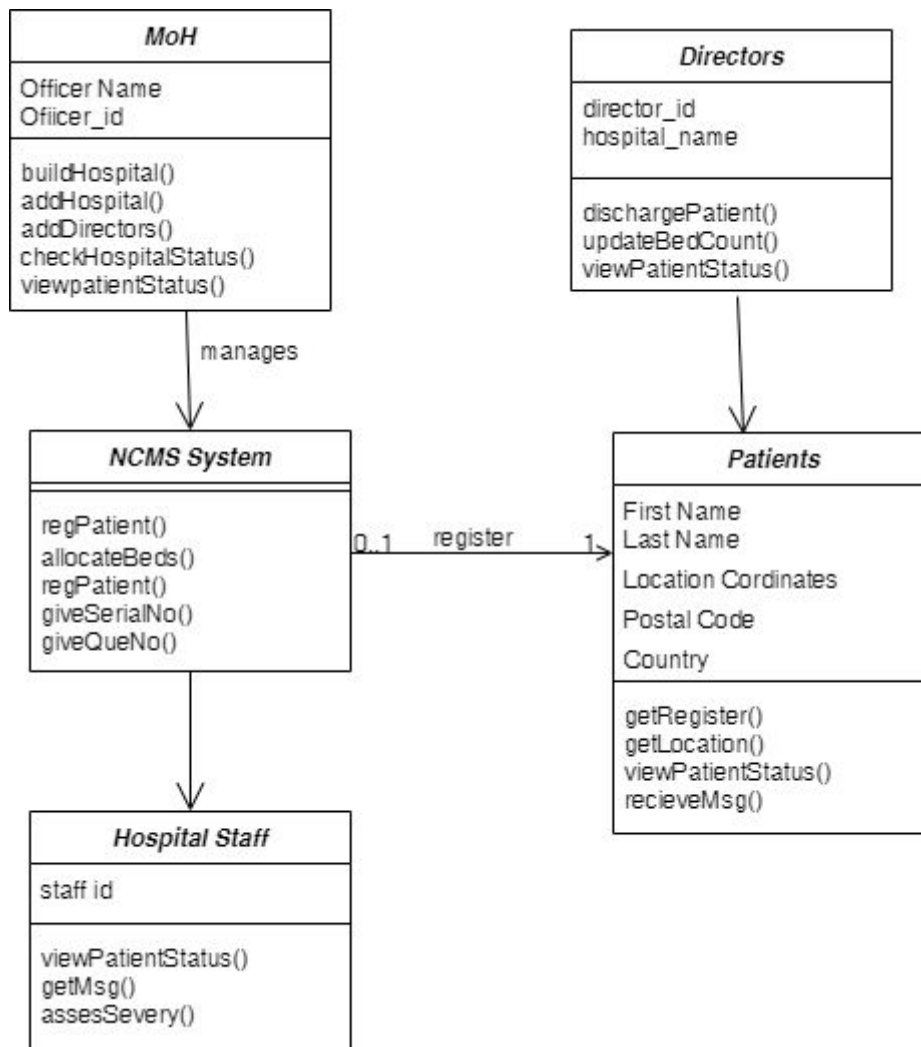 MoH
Officer Name
Ofiicer_id
buildHospital()
addHospital()
addDirectors()
checkHospitalStatus()
viewpatientStatus()
manages
Directors
director_id
hospital_name
dischargePatient()
updateBedCount()
viewPatientStatus()
NCMS System
regPatient()
allocateBeds()
regPatient()
giveSerialNo()
giveQueNo()
0..1 register 1
Patients
First Name
Last Name
Location Cordinates
Postal Code
Country
getRegister()
getLocation()
viewPatientStatus()
recieveMsg()
Hospital Staff
staff id
viewPatientStatus()
getMsg()
assesSevery()